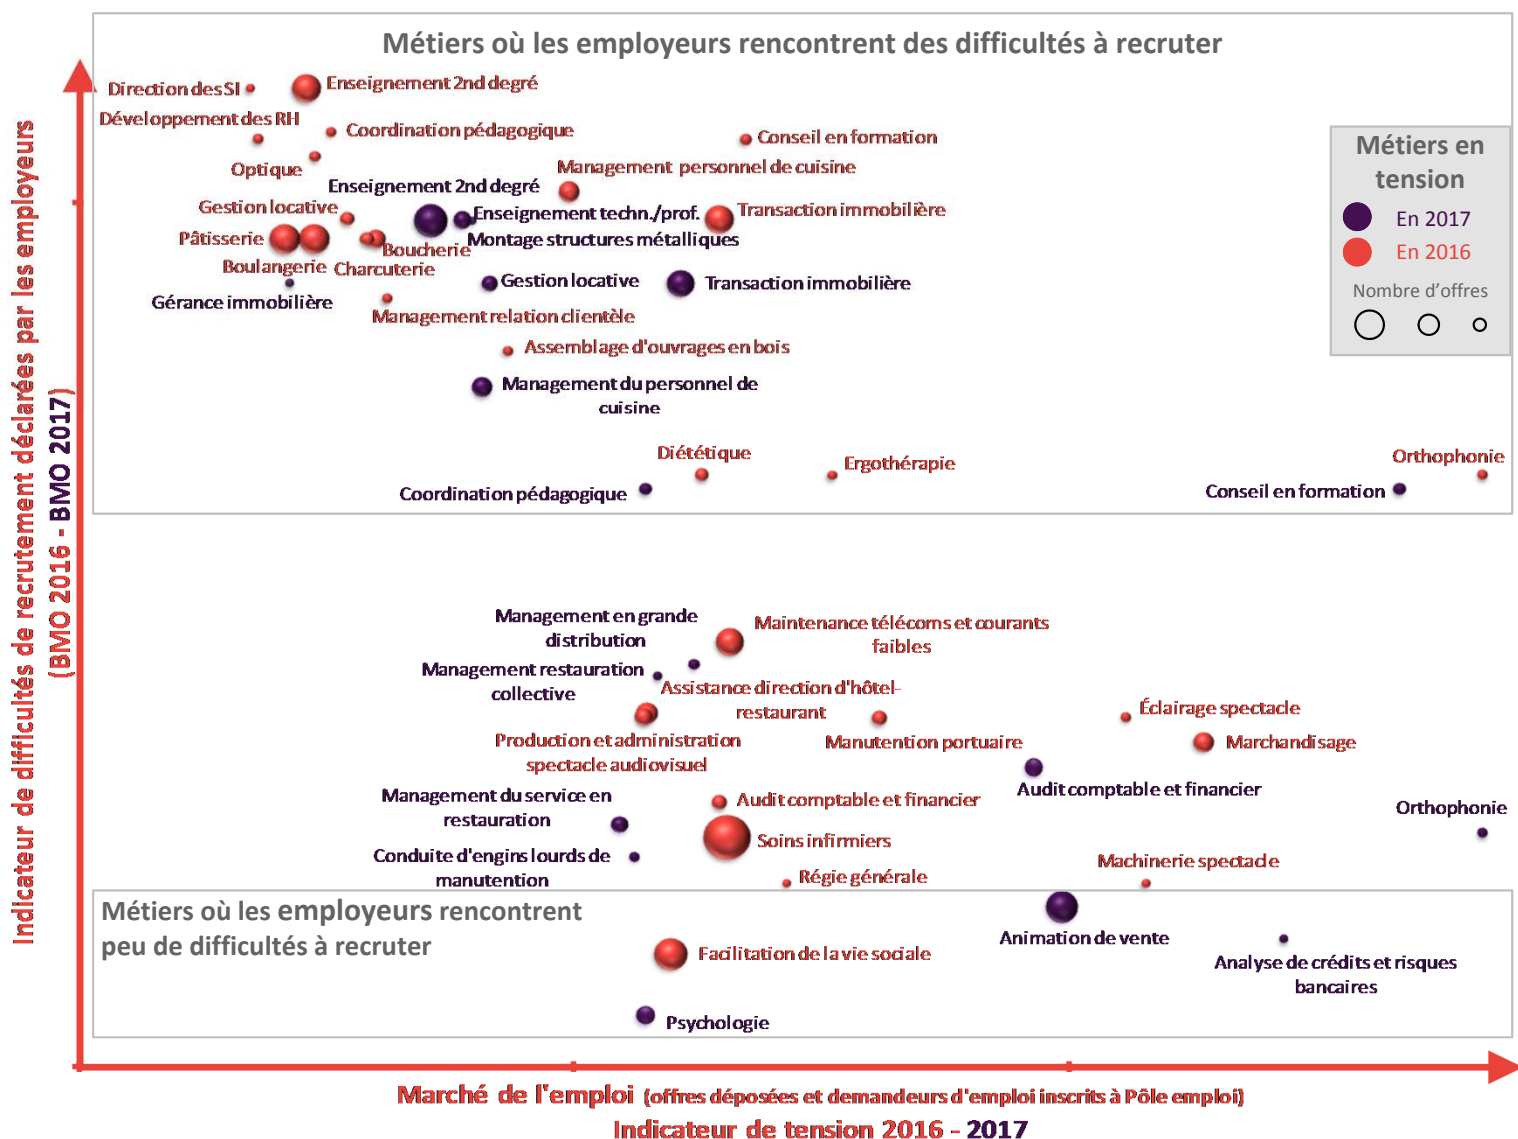 Métiers où les employeurs rencontrent des difficultés à recruter
Direction des SI
Enseignement 2nd degré
Développement des RH
Coordination pédagogique
Conseil en formation
Optique
Management personnel de cuisine
Enseignement 2nd degré
Gestion locative
Enseignement techn./prof.
Transaction immobilière
Pâtisserie
Montage structures métalliques
Boucherie
Boulangerie
Charcuterie
Gestion locative
Transaction immobilière
Gérance immobilière
Management relation clientèle
Assemblage d'ouvrages en bois
Management du personnel de
cuisine
Diététique
Ergothérapie
Orthophonie
Coordination pédagogique
Conseil en formation
Métiers en
tension
En 2017
En 2016
Nombre d'offres
Management en grande
distribution
Maintenance télécoms et courants
faibles
Management restauration
collective
Assistance direction d'hôtel-
restaurant
Éclairage spectacle
Production et administration
spectacle audiovisuel
Manutention portuaire
Marchandisage
Audit comptable et financier
Management du service en
restauration
Audit comptable et financier
Orthophonie
Soins infirmiers
Conduite d'engins lourds de
manutention
Régie générale
Machinerie spectacle
Métiers où les employeurs rencontrent
peu de difficultés à recruter
Animation de vente
Facilitation de la vie sociale
Analyse de crédits et risques
bancaires
Psychologie
Indicateur de difficultés de recrutement déclarées par les employeurs
(BMO 2016 - BMO 2017)
Marché de l'emploi (offres déposées et demandeurs d'emploi inscrits à Pôle emploi)
Indicateur de tension 2016 - 2017